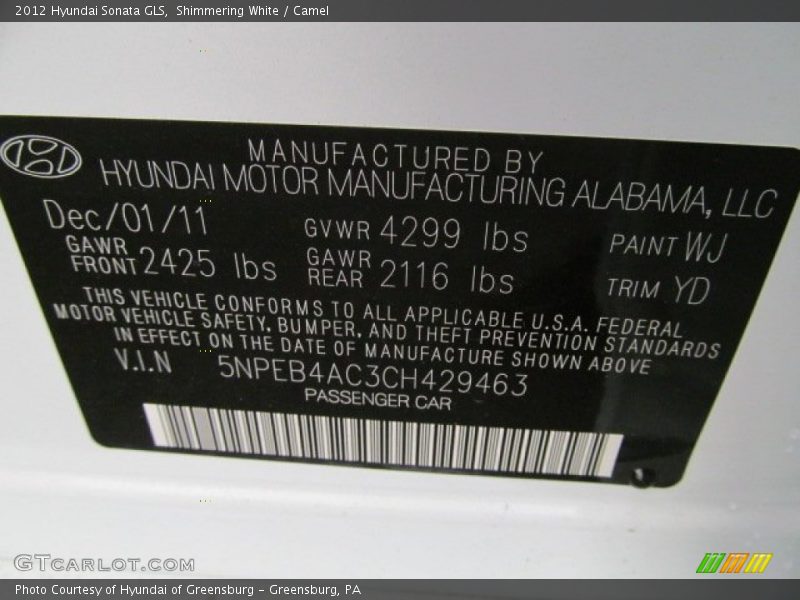 2012 Hyundai Sonata GLS, Shimmering White / Camel
MANUFACTURED BY
HYUNDAI MOTOR MANUFACTURING ALABAMA, LLC
Dec/01/11 GVWR 4299 lbs PAINT WJ
GAWR FRONT 2425 lbs GAWR REAR 2116 lbs TRIM YD
THIS VEHICLE CONFORMS TO ALL APPLICABLE U.S.A. FEDERAL
MOTOR VEHICLE SAFETY, BUMPER, AND THEFT PREVENTION STANDARDS
IN EFFECT ON THE DATE OF MANUFACTURE SHOWN ABOVE
V.I.N 5NPEB4AC3CH429463
PASSENGER CAR
GTCARLOT.COM
Photo Courtesy of Hyundai of Greensburg - Greensburg, PA